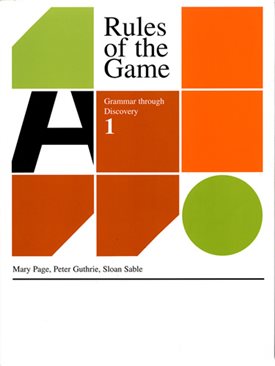 Rules
of the
Game
Grammar through
Discovery
1
A
Mary Page, Peter Guthrie, Sloan Sable